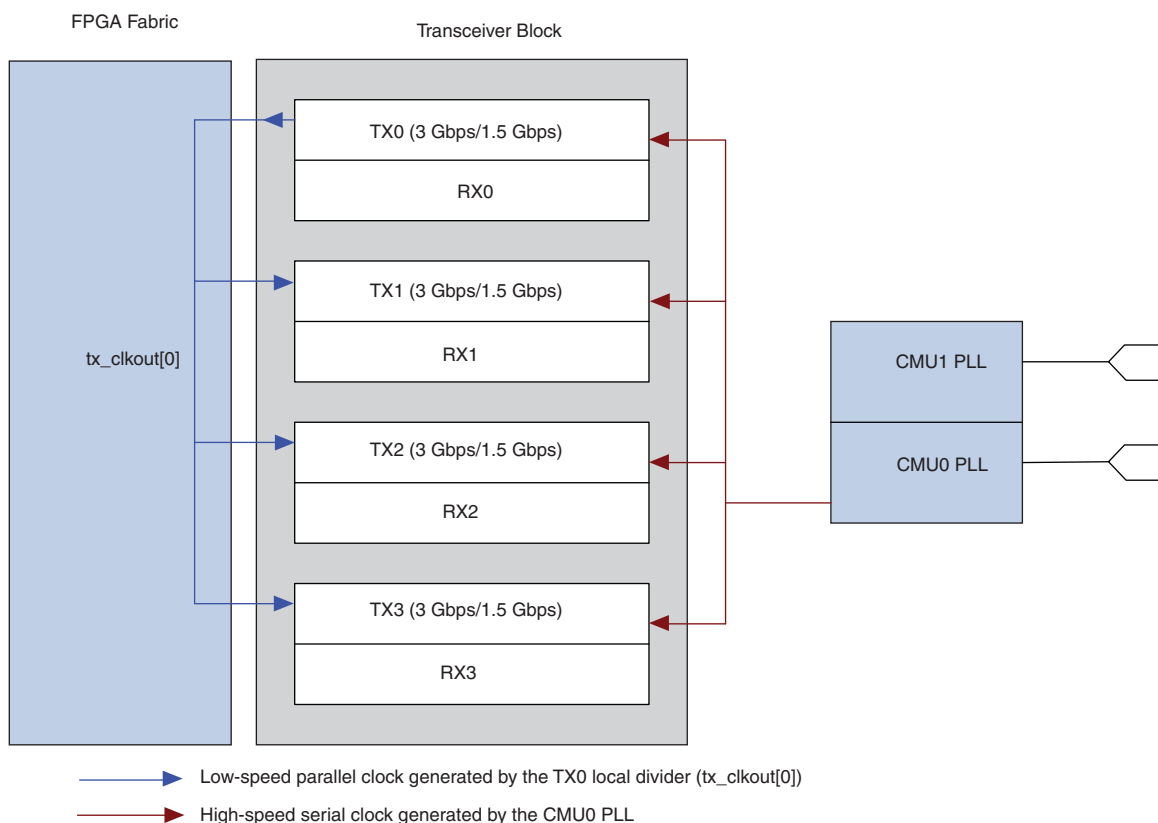 FPGA Fabric
Transceiver Block
TX0 (3 Gbps/1.5 Gbps)
RX0
TX1 (3 Gbps/1.5 Gbps)
RX1
tx_clkout[0]
CMU1 PLL
TX2 (3 Gbps/1.5 Gbps)
CMU0 PLL
RX2
TX3 (3 Gbps/1.5 Gbps)
RX3
Low-speed parallel clock generated by the TX0 local divider (tx_clkout[0])
High-speed serial clock generated by the CMU0 PLL